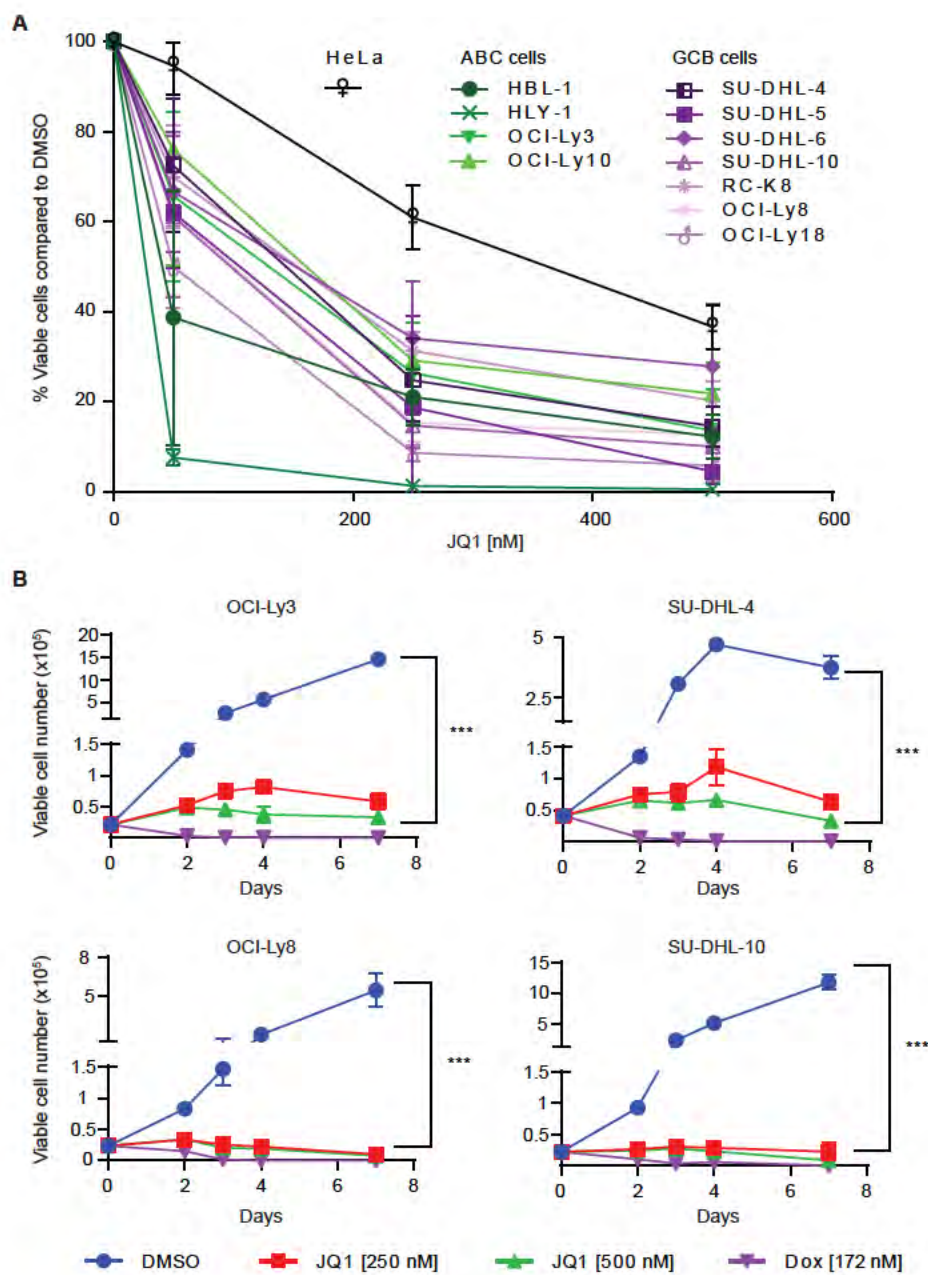 A
% Viable cells compared to DMSO
100
80
60
40
20
0
0
200
400
600
JQ1 [nM]
HeLa
ABC cells
HBL-1
HLY-1
OCI-Ly3
OCI-Ly10
GCB cells
SU-DHL-4
SU-DHL-5
SU-DHL-6
SU-DHL-10
RC-K8
OCI-Ly8
OCI-Ly18
B
OCI-Ly3
Viable cell number (x10⁵)
20
15
5
1.5
1
0.5
0
2
4
6
8
Days
***
SU-DHL-4
5
2.5
1.5
1
0.5
0
2
4
6
8
Days
***
OCI-Ly8
Viable cell number (x10⁵)
8
5
1.5
1
0.5
0
0
2
4
6
8
Days
***
SU-DHL-10
15
10
5
1.5
1
0.5
0
2
4
6
8
Days
***
DMSO
JQ1 [250 nM]
JQ1 [500 nM]
Dox [172 nM]